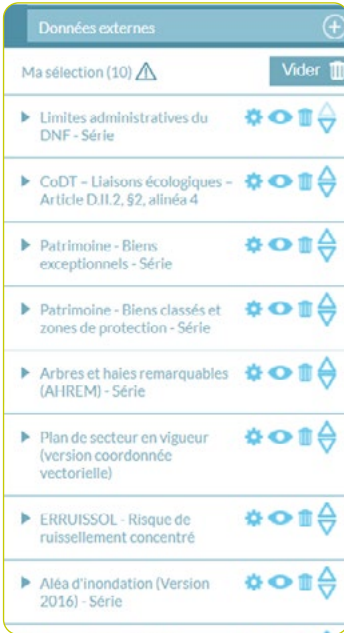 Données externes
Ma sélection (10)
Vider
Limites administratives du
DNF - Série
CoDT – Liaisons écologiques –
Article D.II.2, §2, alinéa 4
Patrimoine - Biens
exceptionnels - Série
Patrimoine - Biens classés et
zones de protection - Série
Arbres et haies remarquables
(AHREM) - Série
Plan de secteur en vigueur
(version coordonnée
vectorielle)
ERRUISSOL - Risque de
ruissellement concentré
Aléa d'inondation (Version
2016) - Série